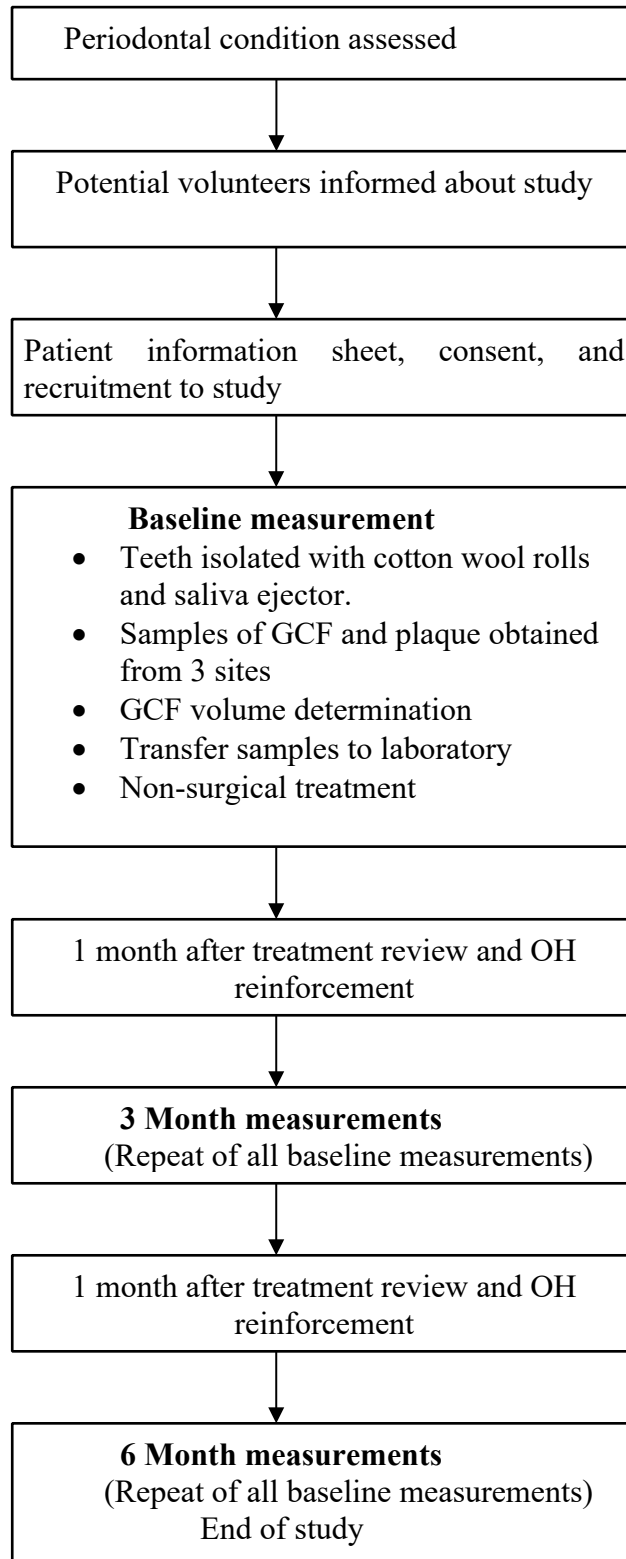 Periodontal condition assessed
Potential volunteers informed about study
Patient information sheet, consent, and
recruitment to study
Baseline measurement
• Teeth isolated with cotton wool rolls
and saliva ejector.
• Samples of GCF and plaque obtained
from 3 sites
• GCF volume determination
• Transfer samples to laboratory
• Non-surgical treatment
1 month after treatment review and OH
reinforcement
3 Month measurements
(Repeat of all baseline measurements)
1 month after treatment review and OH
reinforcement
6 Month measurements
(Repeat of all baseline measurements)
End of study